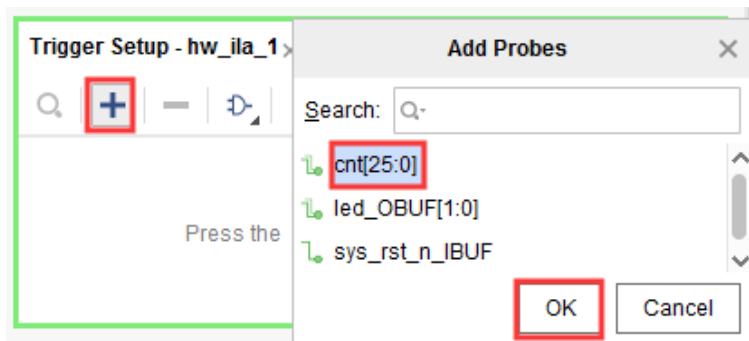 Trigger Setup - hw_ila_1
Press the
Add Probes
Search:
cnt[25:0]
led_OBUF[1:0]
sys_rst_n_IBUF
OK
Cancel